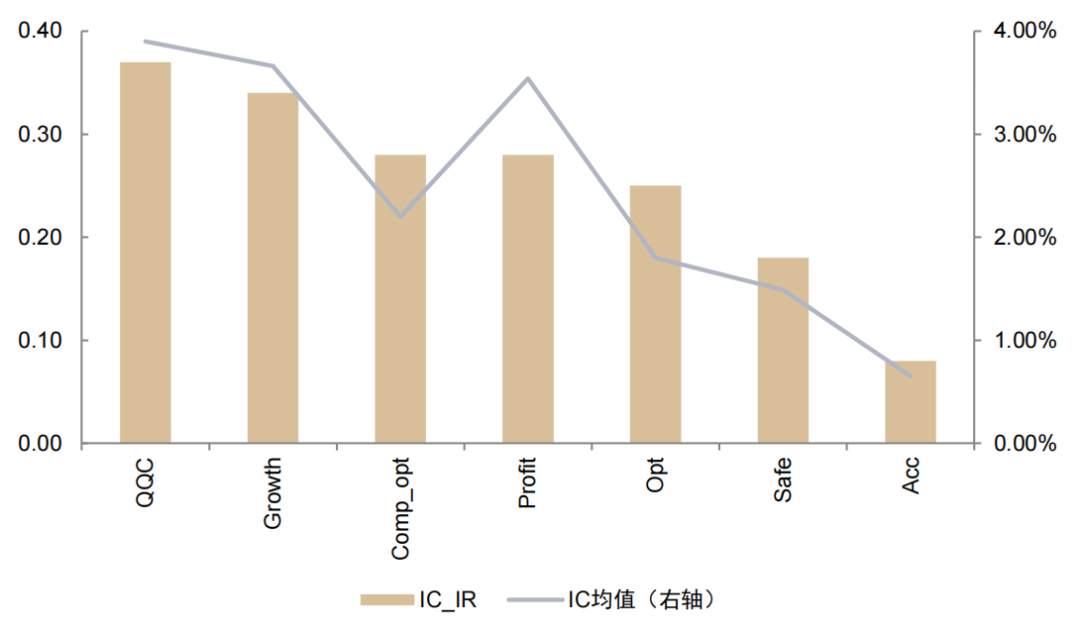 0.40
0.30
0.20
0.10
0.00
4.00%
3.00%
2.00%
1.00%
0.00%
QQC
Growth
Comp_opt
Profit
Opt
Safe
Acc
IC_IR
IC均值（右轴）